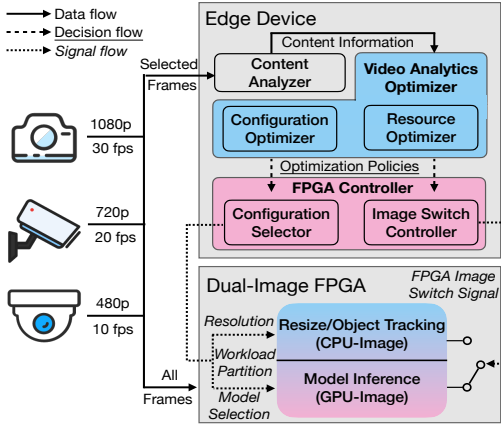 Data flow
Decision flow
Signal flow
Edge Device
Content Information
Selected
Frames
Content
Analyzer
Video Analytics
Optimizer
Configuration
Optimizer
Resource
Optimizer
Optimization Policies
FPGA Controller
Configuration
Selector
Image Switch
Controller
1080p
30 fps
720p
20 fps
480p
10 fps
All
Frames
Dual-Image FPGA
FPGA Image
Switch Signal
Resolution
Workload
Partition
Model
Selection
Resize/Object Tracking
(CPU-Image)
Model Inference
(GPU-Image)